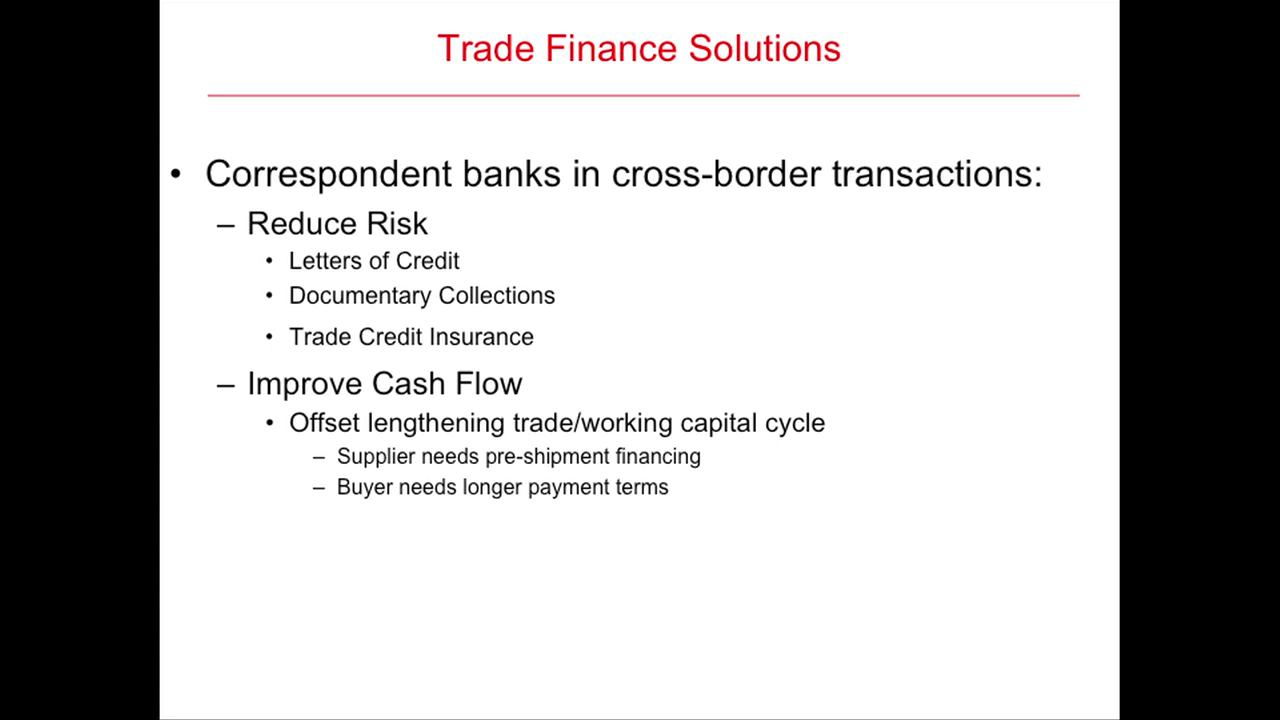 Trade Finance Solutions
• Correspondent banks in cross-border transactions:
– Reduce Risk
• Letters of Credit
• Documentary Collections
• Trade Credit Insurance
– Improve Cash Flow
• Offset lengthening trade/working capital cycle
– Supplier needs pre-shipment financing
– Buyer needs longer payment terms